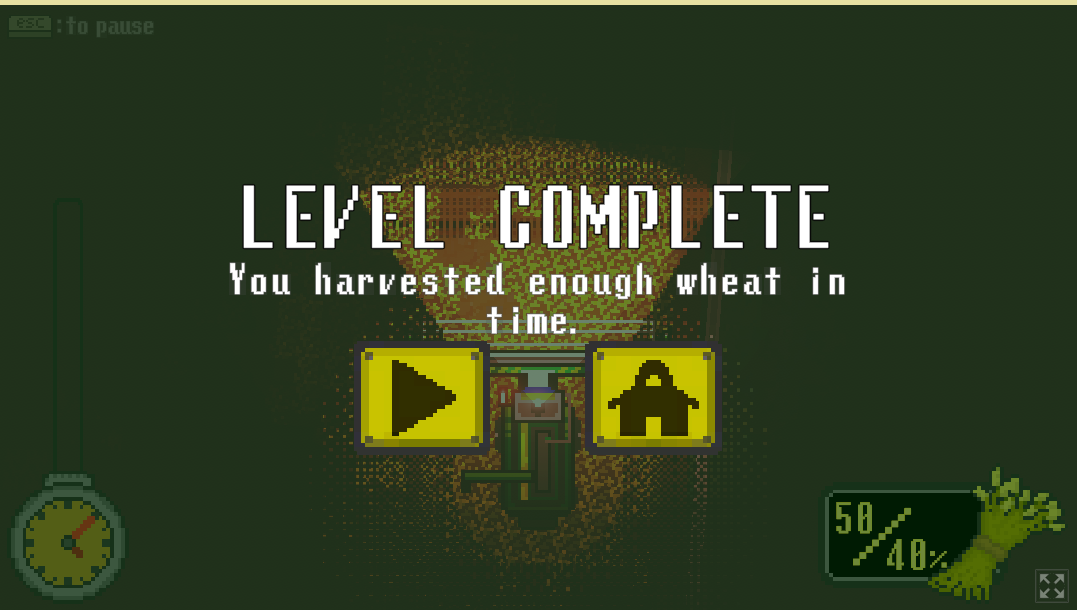 esc :to pause
LEVEL COMPLETE
You harvested enough wheat in
time.
50/
40%